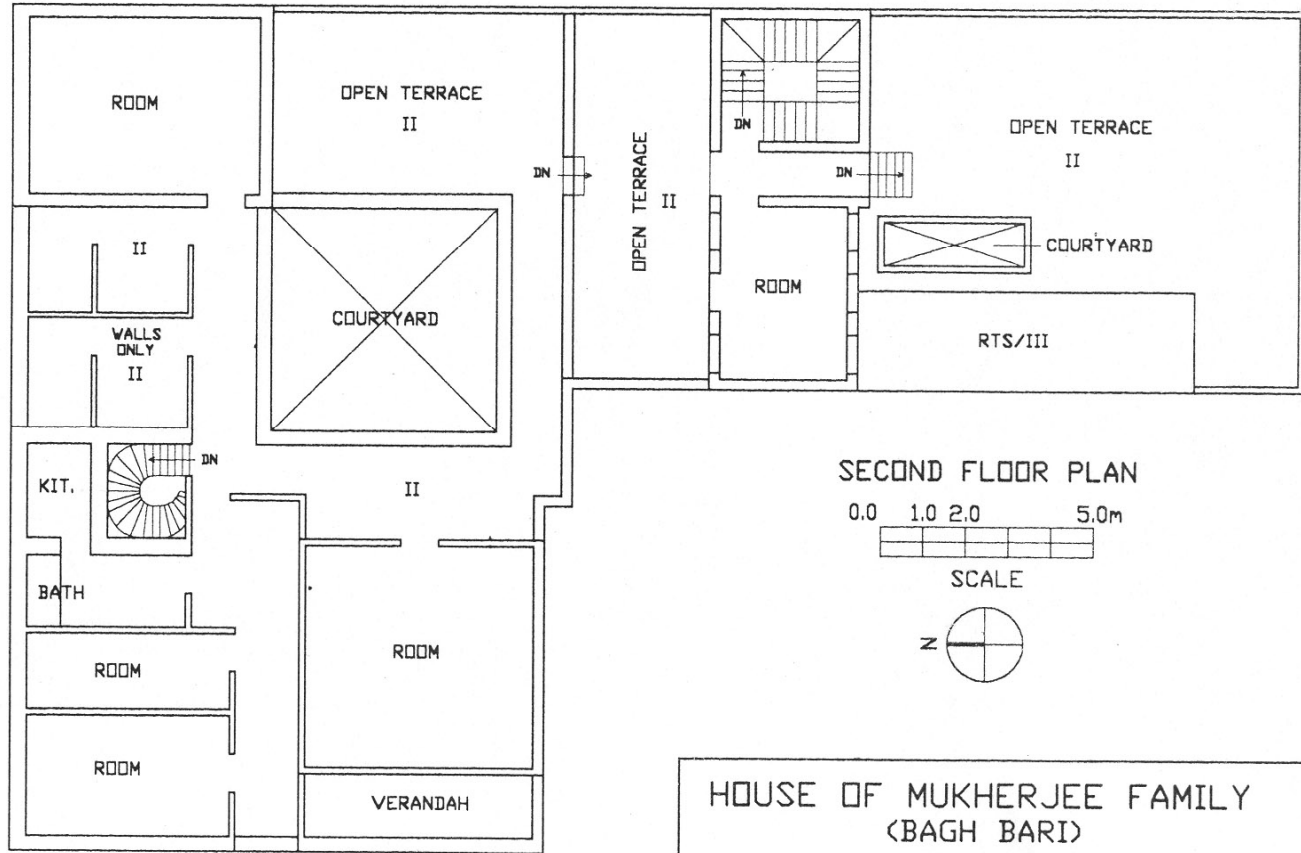 ROOM
OPEN TERRACE
II
DN
OPEN TERRACE
II
DN
DN
OPEN TERRACE
II
COURTYARD
ROOM
RTS/III
II
WALLS
ONLY
II
COURTYARD
KIT.
DN
II
BATH
ROOM
ROOM
ROOM
VERANDAH
SECOND FLOOR PLAN
0.0 1.0 2.0 5.0m
SCALE
N
HOUSE OF MUKHERJEE FAMILY
(BAGH BARI)